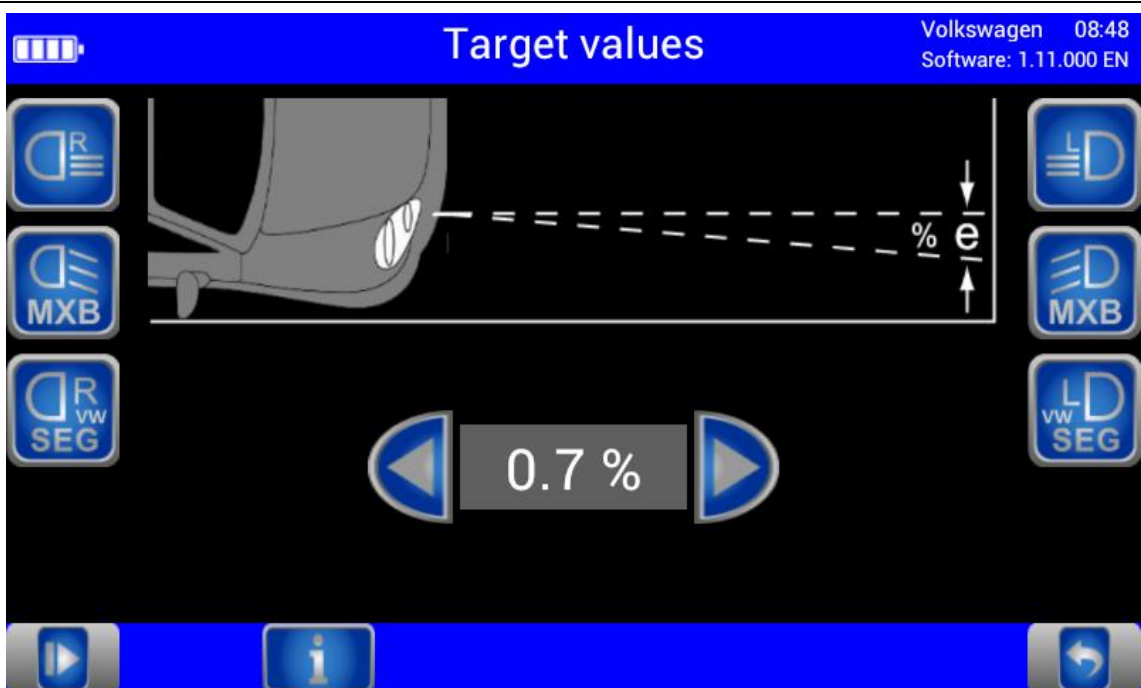 Target values
Volkswagen 08:48
Software: 1.11.000 EN
R
L
% e
MXB
MXB
R
VW
SEG
L
VW
SEG
0.7 %
i